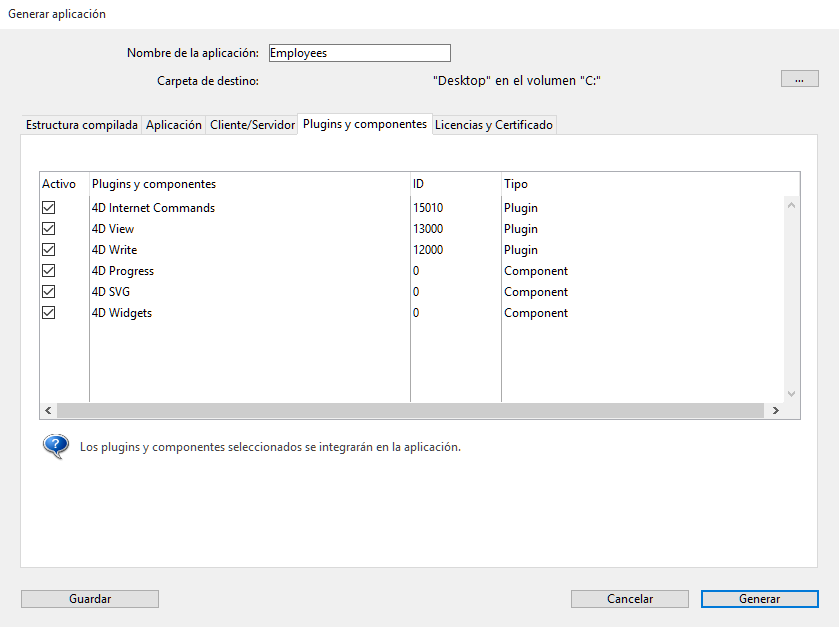 Generar aplicación
Nombre de la aplicación: Employees
Carpeta de destino: "Desktop" en el volumen "C:" ...
Estructura compilada Aplicación Cliente/Servidor Plugins y componentes Licencias y Certificado
Activo Plugins y componentes ID Tipo
4D Internet Commands 15010 Plugin
4D View 13000 Plugin
4D Write 12000 Plugin
4D Progress 0 Component
4D SVG 0 Component
4D Widgets 0 Component
Los plugins y componentes seleccionados se integrarán en la aplicación.
Guardar Cancelar Generar